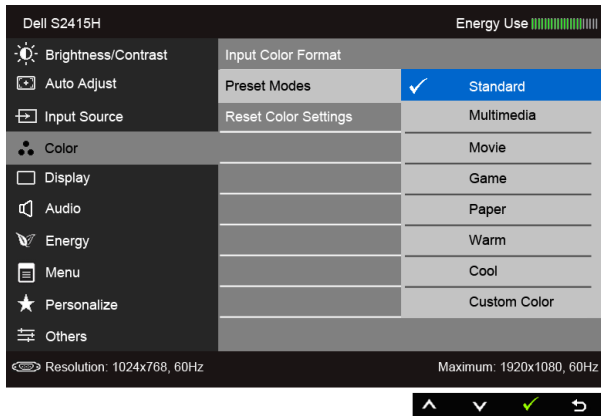 Dell S2415H Energy Use
Brightness/Contrast Input Color Format
Auto Adjust Preset Modes Standard
Input Source Reset Color Settings Multimedia
Color Movie
Display Game
Audio Paper
Energy Warm
Menu Cool
Personalize Custom Color
Others
Resolution: 1024x768, 60Hz Maximum: 1920x1080, 60Hz